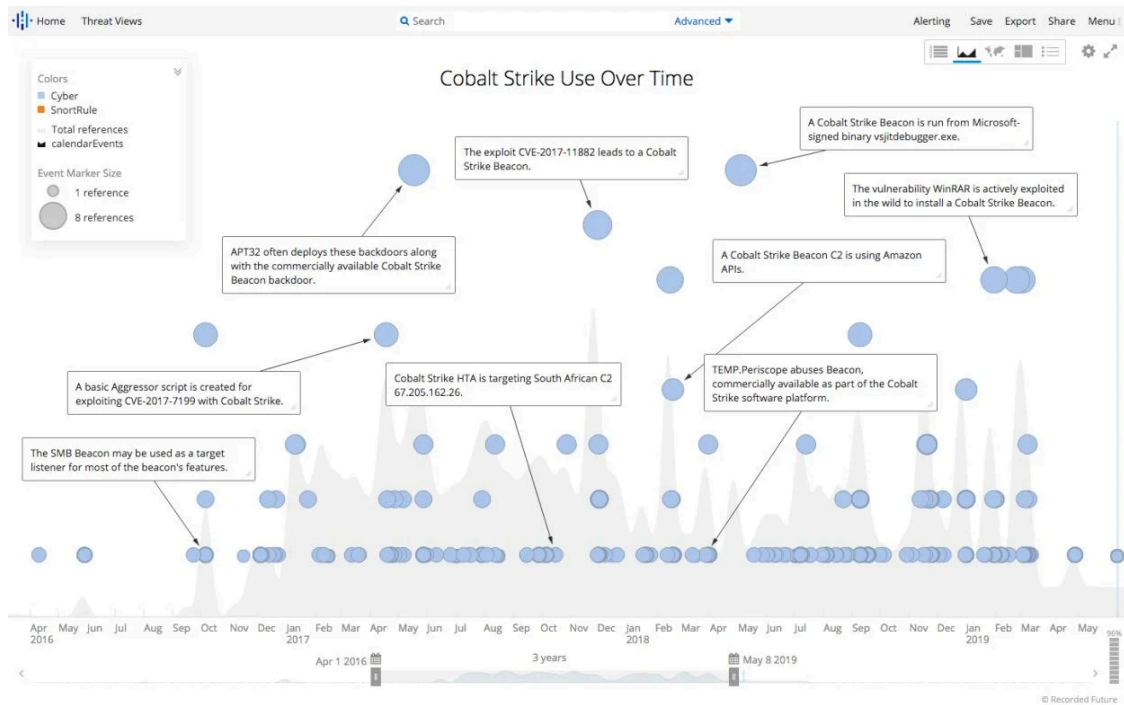 Home Threat Views Search Advanced Alerting Save Export Share Menu
Colors
Cyber
SnortRule
Total references
calendarEvents
Event Marker Size
1 reference
8 references
Cobalt Strike Use Over Time
A Cobalt Strike Beacon is run from Microsoft-
signed binary vsjitdebugger.exe.
The exploit CVE-2017-11882 leads to a Cobalt
Strike Beacon.
The vulnerability WinRAR is actively exploited
in the wild to install a Cobalt Strike Beacon.
APT32 often deploys these backdoors along
with the commercially available Cobalt Strike
Beacon backdoor.
A Cobalt Strike Beacon C2 is using Amazon
APIs.
A basic Aggressor script is created for
exploiting CVE-2017-7199 with Cobalt Strike.
Cobalt Strike HTA is targeting South African C2
67.205.162.26.
TEMP.Periscope abuses Beacon,
commercially available as part of the Cobalt
Strike software platform.
The SMB Beacon may be used as a target
listener for most of the beacon's features.
Apr May Jun Jul Aug Sep Oct Nov Dec Jan Feb Mar Apr May Jun Jul Aug Sep Oct Nov Dec Jan Feb Mar Apr May Jun Jul Aug Sep Oct Nov Dec Jan Feb Mar Apr May
2016 2017 2018 2019
96%
Apr 1 2016 3 years May 8 2019
© Recorded Future